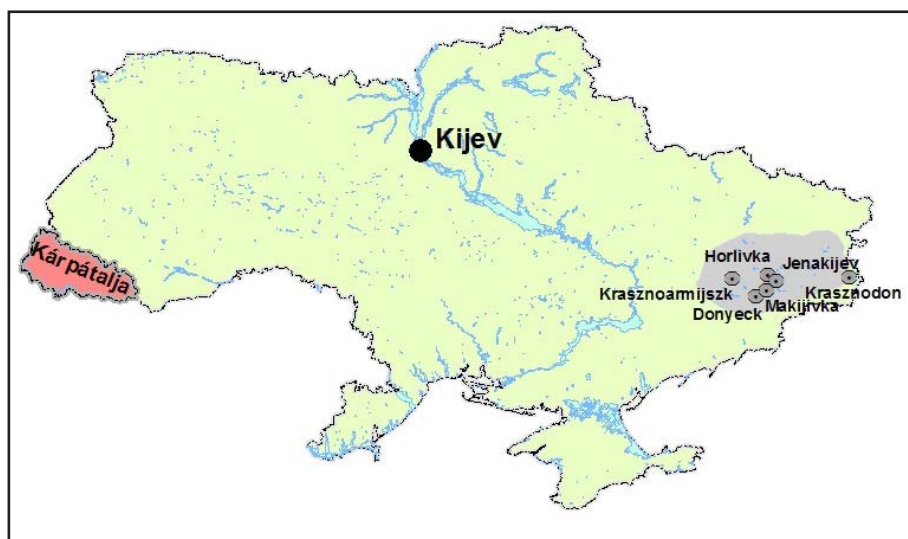 Kijev
Kárpátalja
Horlivka
Jenakijev
Krasznoarmijszk
Krasznodon
Makijivka
Donyeck